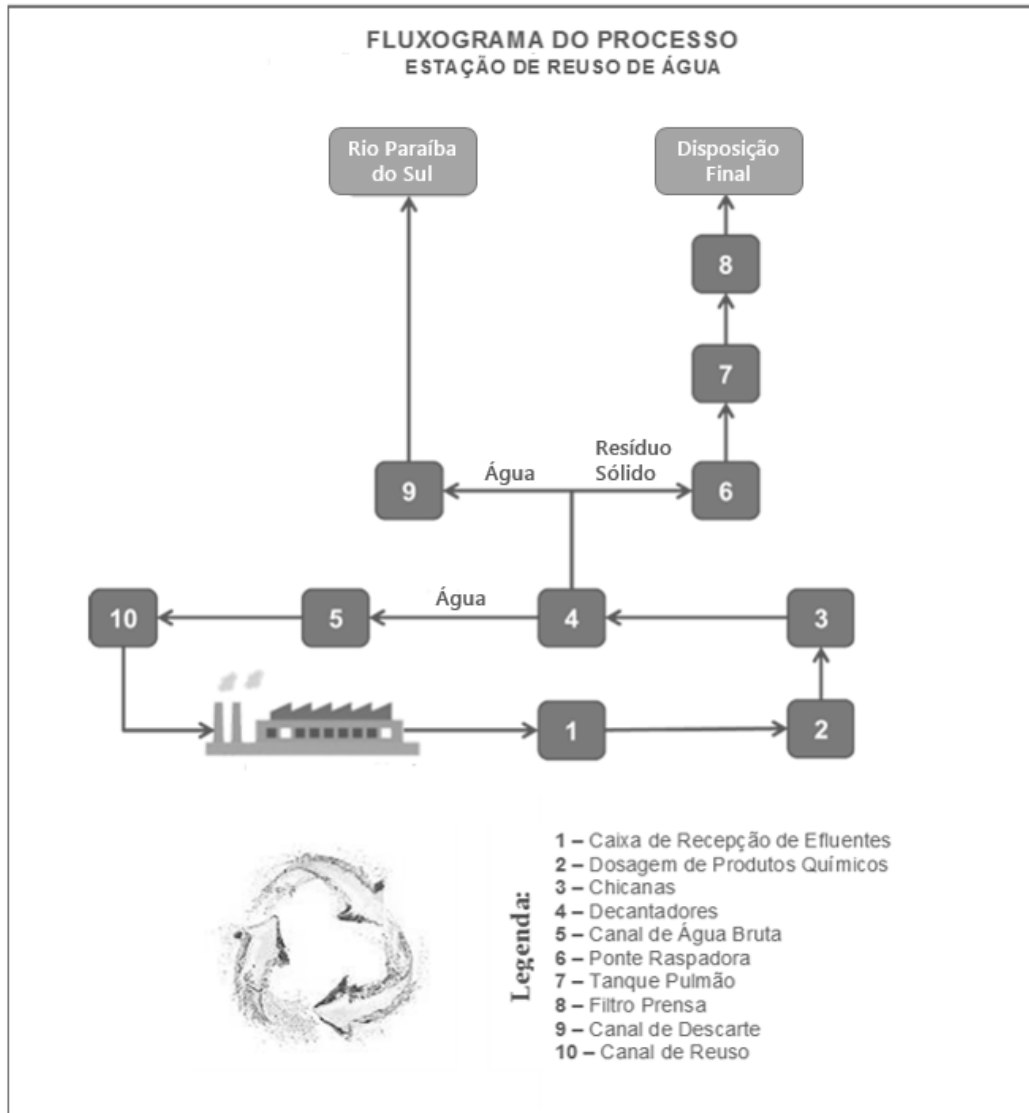 FLUXOGRAMA DO PROCESSO
ESTAÇÃO DE REUSO DE ÁGUA
Rio Paraíba
do Sul
Disposição
Final
8
7
Resíduo
Sólido
Água
9
6
Água
10
5
4
3
1
2
Legenda:
1 – Caixa de Recepção de Efluentes
2 – Dosagem de Produtos Químicos
3 – Chicanas
4 – Decantadores
5 – Canal de Água Bruta
6 – Ponte Raspadora
7 – Tanque Pulmão
8 – Filtro Prensa
9 – Canal de Descarte
10 – Canal de Reuso